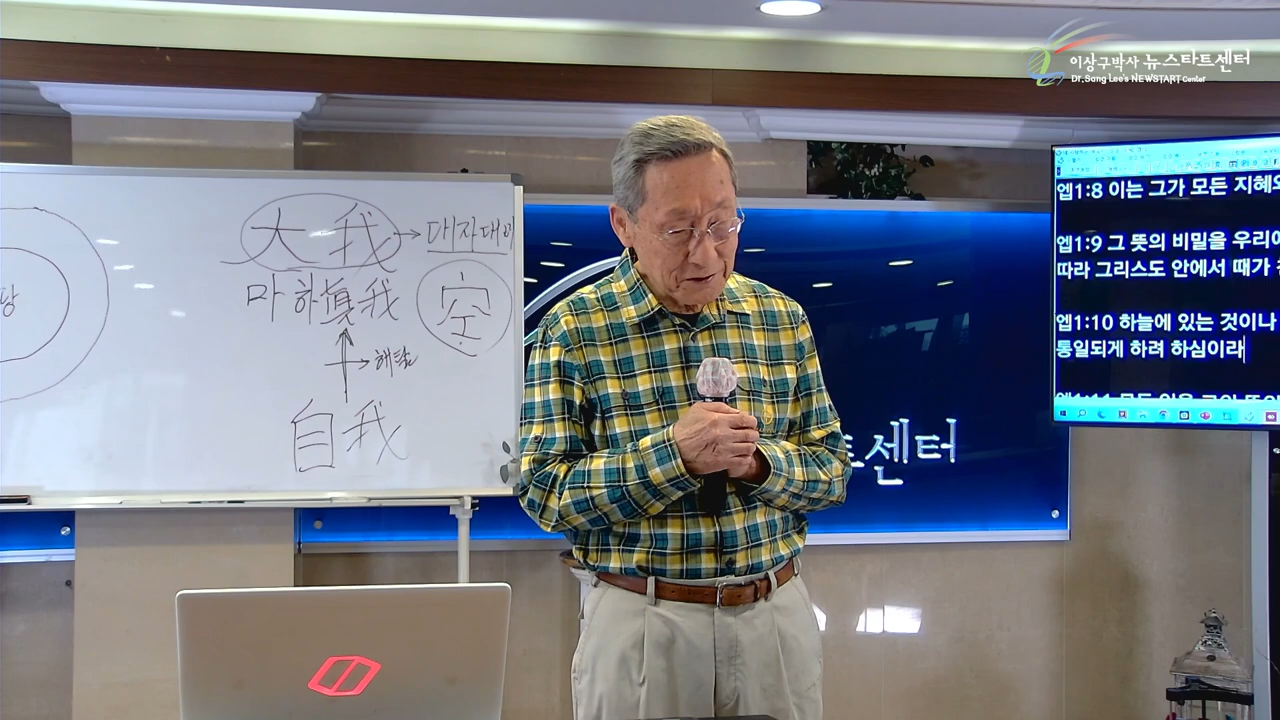 이상구박사 뉴스타트센터
Dr. Sang Lee's NEWSTART Center
당
大我 → 대자대비
마하眞我
空
→ 해탈
自我
트센터
엡1:8 이는 그가 모든 지혜와
엡1:9 그 뜻의 비밀을 우리에
따라 그리스도 안에서 때가
엡1:10 하늘에 있는 것이나
통일되게 하려 하심이라